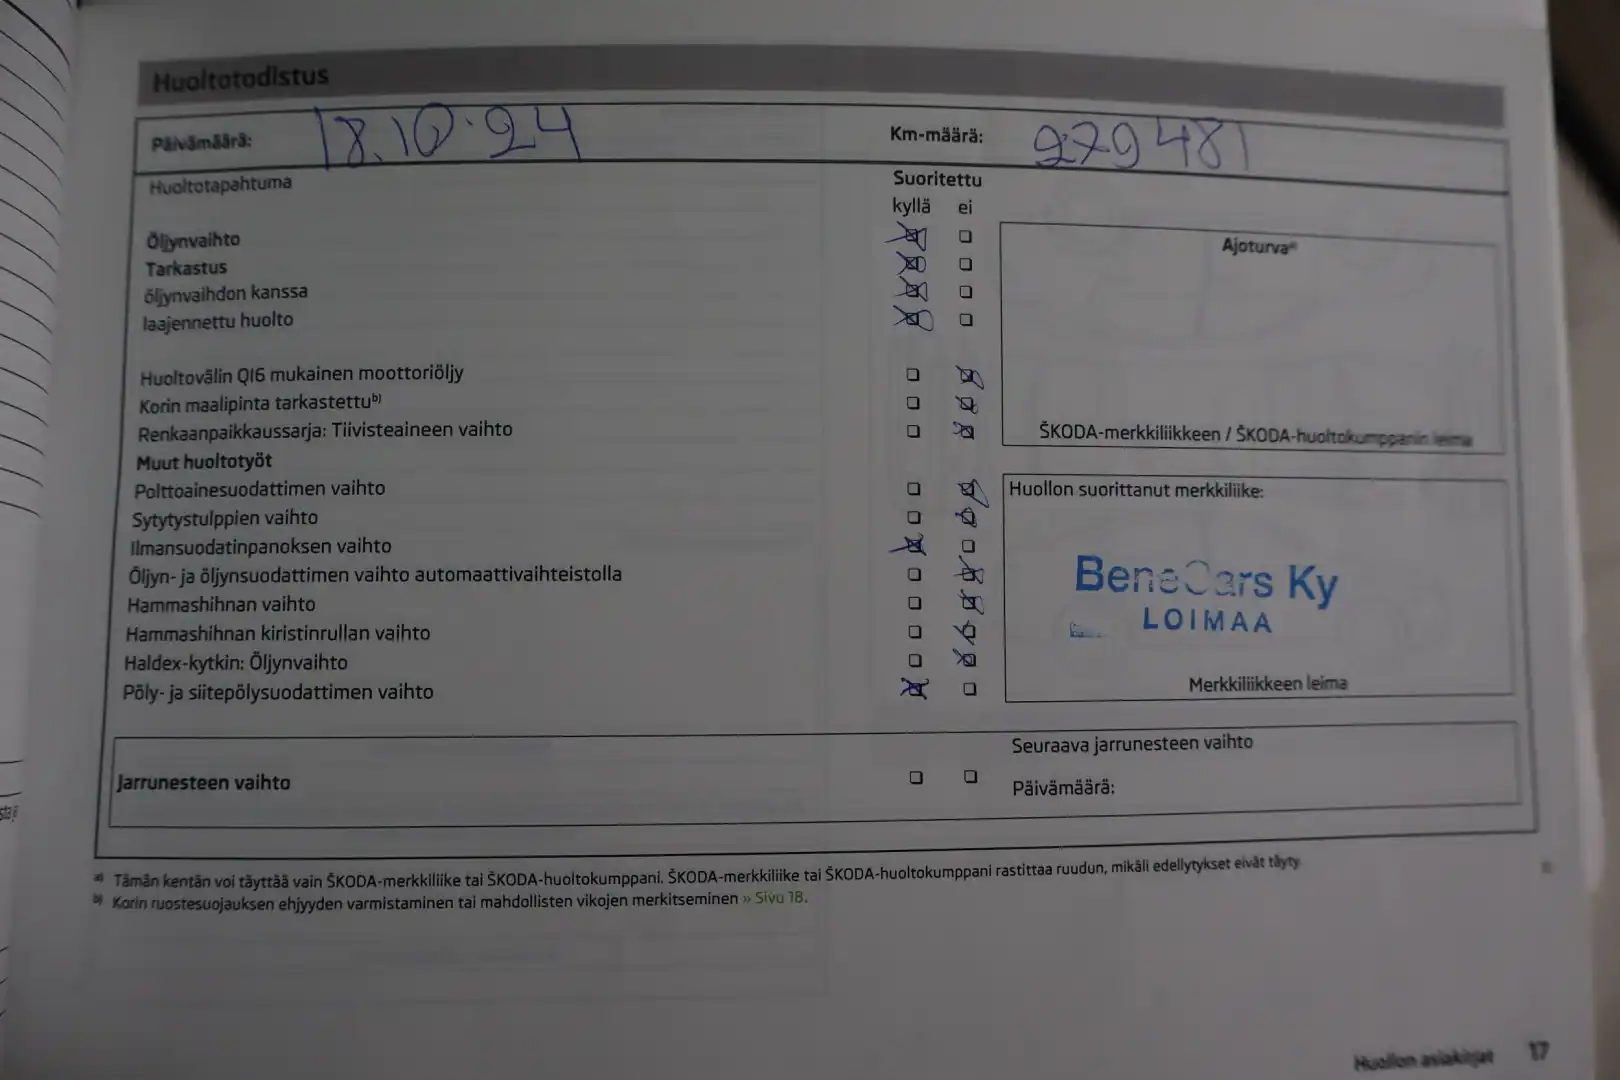 Huoltotodistus
Päivämäärä: 18.10.24 Km-määrä: 279481
Huoltotapahtuma Suoritettu
kyllä ei
Öljynvaihto
Tarkastus
öljynvaihdon kanssa
laajennettu huolto
Ajoturva a)
ŠKODA-merkkiliikkeen / ŠKODA-huoltokumppanin leima
Huoltovälin QI6 mukainen moottoriöljy
Korin maalipinta tarkastettu b)
Renkaanpaikkaussarja: Tiivisteaineen vaihto
Muut huoltotyöt
Polttoainesuodattimen vaihto
Sytytystulppien vaihto
Ilmansuodatinpanoksen vaihto
Öljyn- ja öljynsuodattimen vaihto automaattivaihteistolla
Hammashihnan vaihto
Hammashihnan kiristinrullan vaihto
Haldex-kytkin: Öljynvaihto
Pöly- ja siitepölysuodattimen vaihto
Huollon suorittanut merkkiliike:
BeneCars Ky
LOIMAA
Merkkiliikkeen leima
Jarrunesteen vaihto
Seuraava jarrunesteen vaihto
Päivämäärä:
a) Tämän kentän voi täyttää vain ŠKODA-merkkiliike tai ŠKODA-huoltokumppani. ŠKODA-merkkiliike tai ŠKODA-huoltokumppani rastittaa ruudun, mikäli edellytykset eivät täyty.
b) Korin ruostesuojauksen ehjyyden varmistaminen tai mahdollisten vikojen merkitseminen » Sivu 18.
Huollon asiakirjat 17